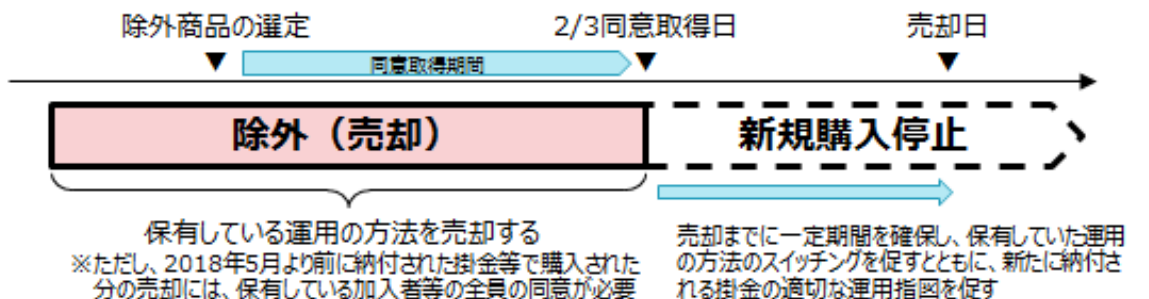 除外商品の選定
2/3同意取得日
売却日
▼
同意取得期間
▼
▼
除外（売却）
新規購入停止
保有している運用の方法を売却する
※ただし、2018年5月より前に納付された掛金等で購入された
分の売却には、保有している加入者等の全員の同意が必要
売却までに一定期間を確保し、保有していた運用
の方法のスイッチングを促すとともに、新たに納付さ
れる掛金の適切な運用指図を促す